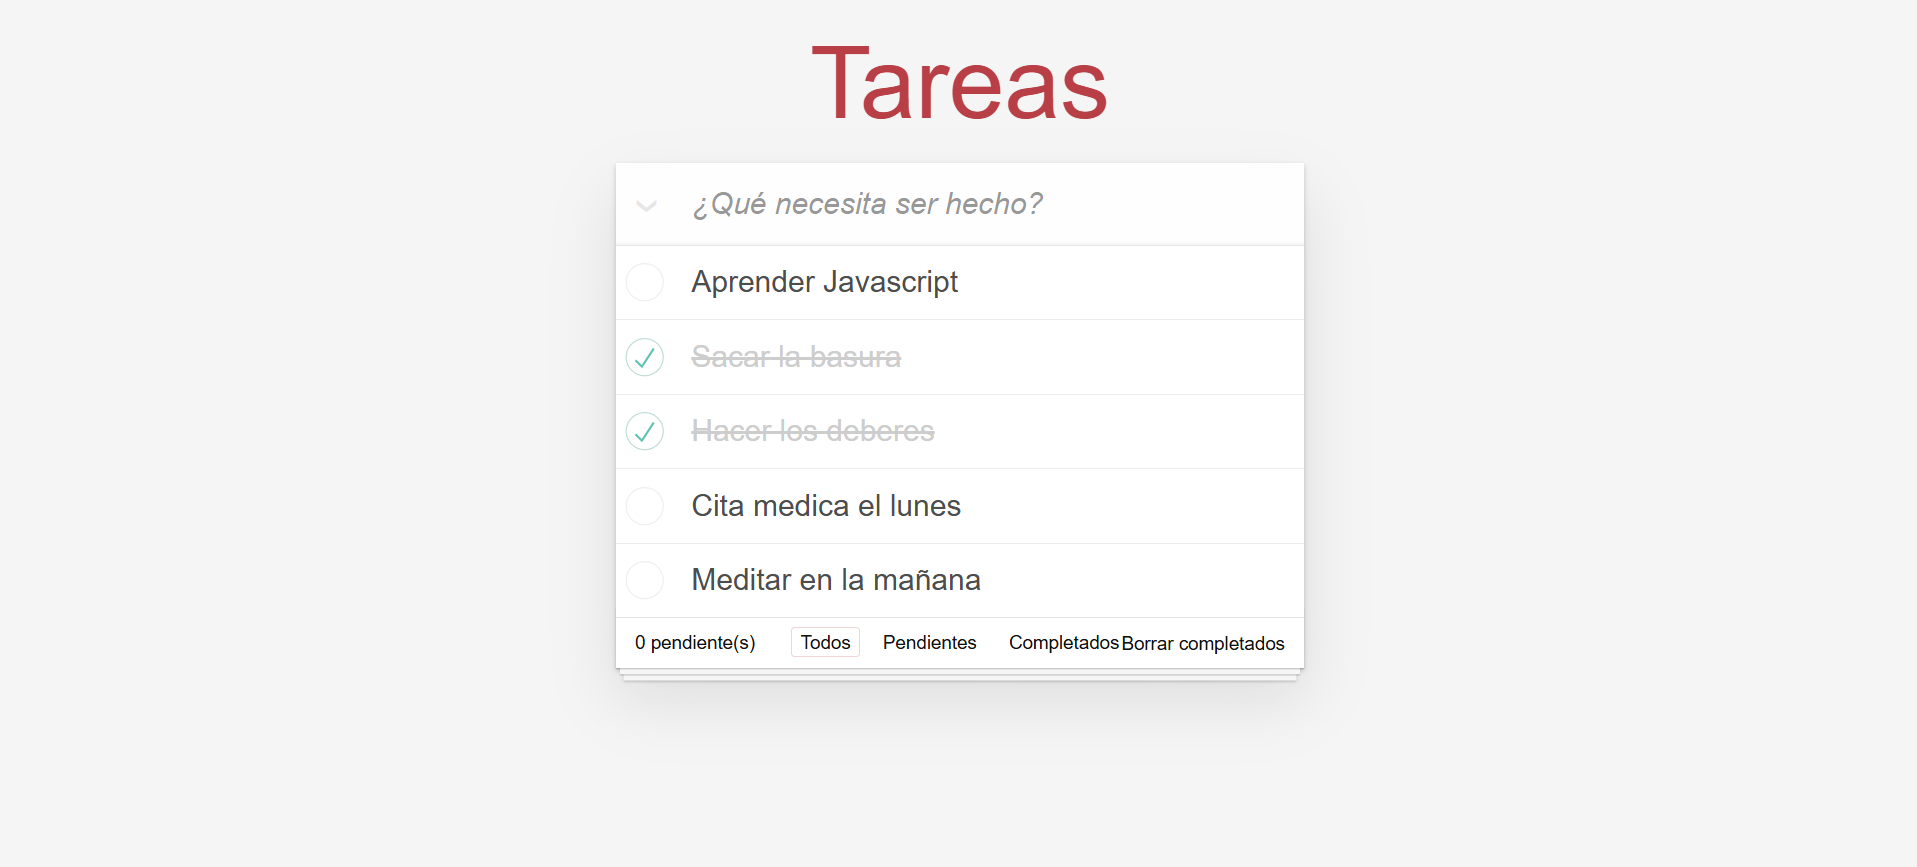 Tareas
¿Qué necesita ser hecho?
Aprender Javascript
Sacar la basura
Hacer los deberes
Cita medica el lunes
Meditar en la mañana
0 pendiente(s) Todos Pendientes Completados Borrar completados